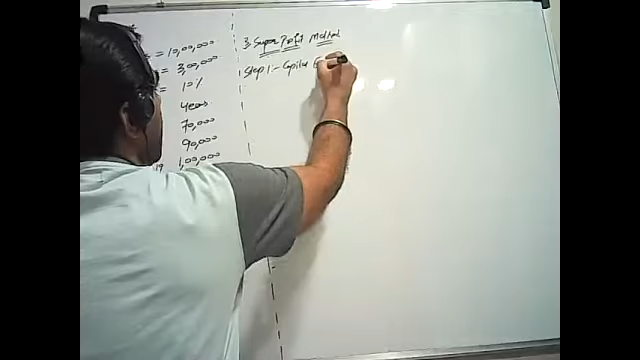 = 10,00,000
= 3,00,000
= 10%
4 years
70,000
90,000
19 1,00,000
3, Super Profit Method
Step 1:- Capital